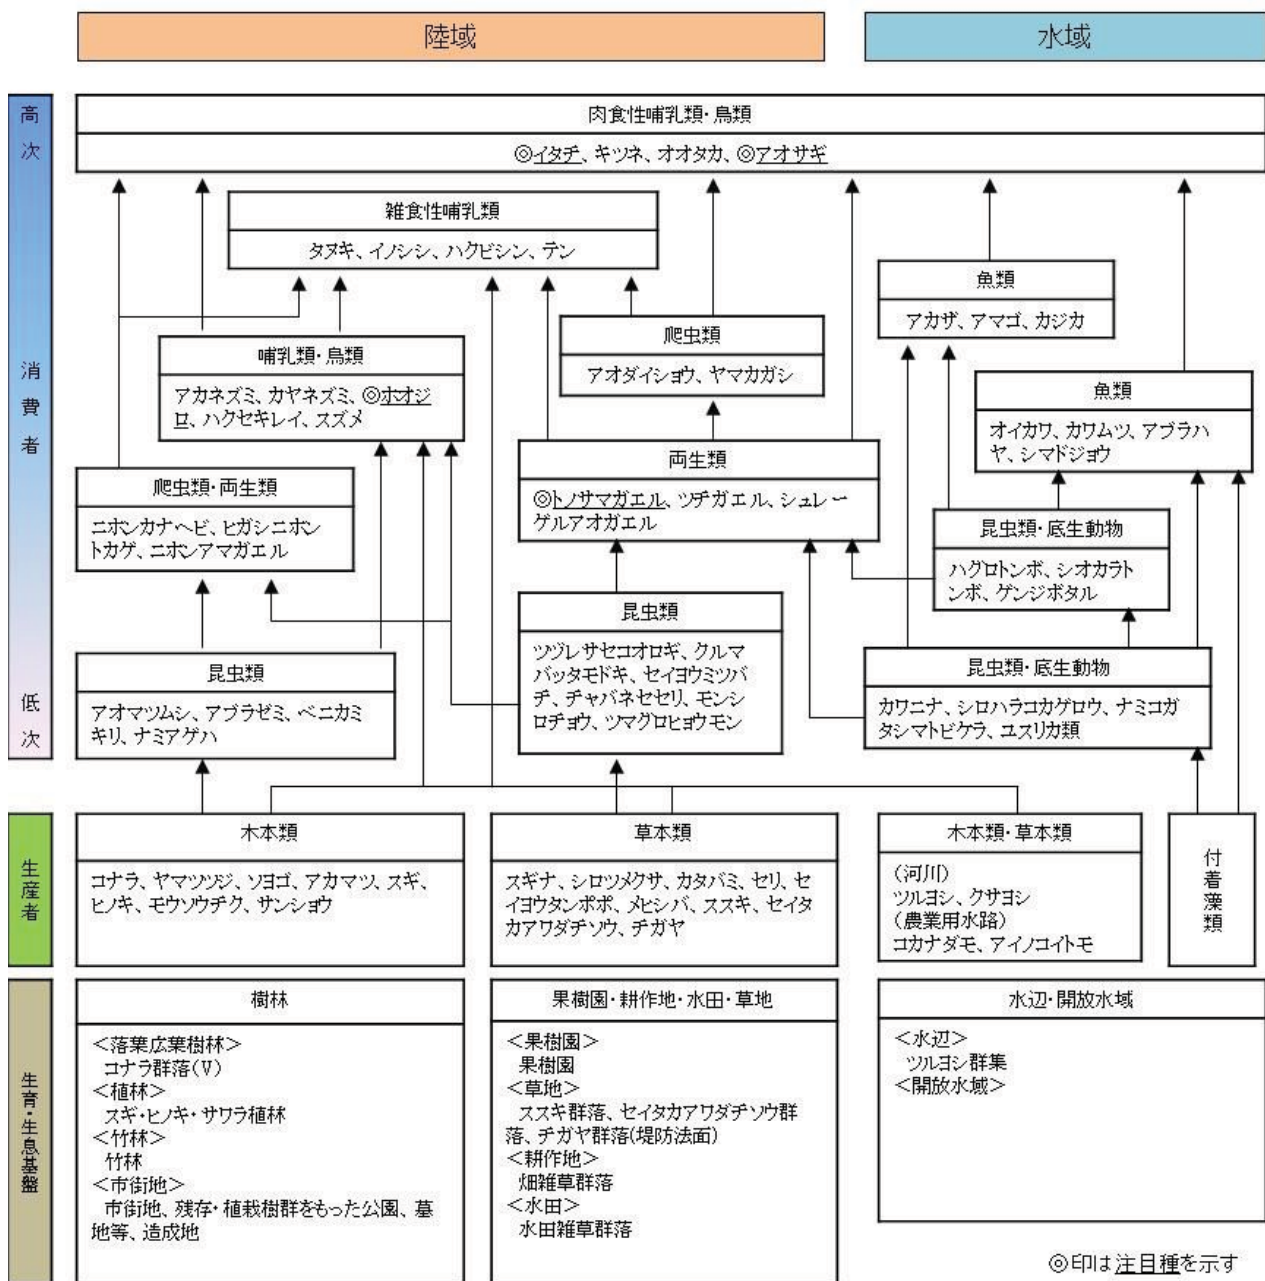 陸域
水域
高次
消費者
低次
肉食性哺乳類・鳥類
◎イタチ、キツネ、オオタカ、◎アオサギ
雑食性哺乳類
タヌキ、イノシシ、ハクビシン、テン
魚類
アカザ、アマゴ、カジカ
爬虫類
アオダイショウ、ヤマカガシ
哺乳類・鳥類
アカネズミ、カヤネズミ、◎ホオジ
ロ、ハクセキレイ、スズメ
魚類
オイカワ、カワムツ、アブラハ
ヤ、シマドジョウ
両生類
◎トノサマガエル、ツチガエル、シュレー
ゲルアオガエル
爬虫類・両生類
ニホンカナヘビ、ヒガシニホン
トカゲ、ニホンアマガエル
昆虫類・底生動物
ハグロトンボ、シオカラト
ンボ、ゲンジボタル
昆虫類
ツヅレサセコオロギ、クルマ
バッタモドキ、セイヨウミツバ
チ、チャバネセセリ、モンシ
ロチョウ、ツマグロヒョウモン
昆虫類
アオマツムシ、アブラゼミ、ベニカミ
キリ、ナミアゲハ
昆虫類・底生動物
カワニナ、シロハラコカゲロウ、ナミコガ
タシマトビケラ、ユスリカ類
生産者
木本類
コナラ、ヤマツツジ、ソヨゴ、アカマツ、スギ、
ヒノキ、モウソウチク、サンショウ
草本類
スギナ、シロツメクサ、カタバミ、セリ、セ
イヨウタンポポ、メヒシバ、ススキ、セイタ
カアワダチソウ、チガヤ
木本類・草本類
(河川)
ツルヨシ、クサヨシ
(農業用水路)
コカナダモ、アイノコイトモ
付着藻類
生育・生息基盤
樹林
<落葉広葉樹林>
コナラ群落(V)
<植林>
スギ・ヒノキ・サワラ植林
<竹林>
竹林
<市街地>
市街地、残存・植栽樹群をもった公園、墓
地等、造成地
果樹園・耕作地・水田・草地
<果樹園>
果樹園
<草地>
ススキ群落、セイタカアワダチソウ群
落、チガヤ群落(堤防法面)
<耕作地>
畑雑草群落
<水田>
水田雑草群落
水辺・開放水域
<水辺>
ツルヨシ群集
<開放水域>
◎印は注目種を示す